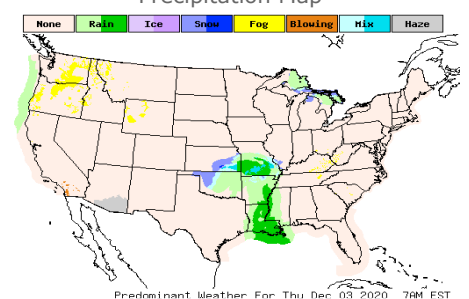 Precipitation Map
None Rain Ice Snow Fog Blowing Mix Haze
Predominant Weather For Thu Dec 03 2020 7AM EST